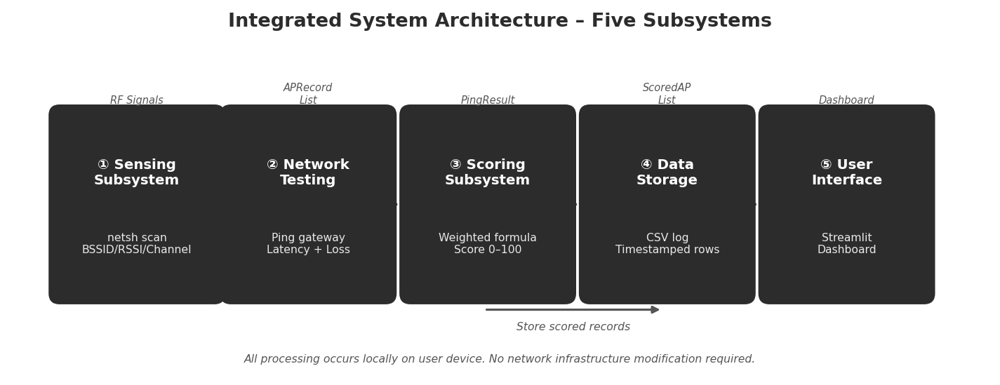 Integrated System Architecture – Five Subsystems
RF Signals
APRecord
List
PingResult
ScoredAP
List
Dashboard
① Sensing
Subsystem
netsh scan
BSSID/RSSI/Channel
② Network
Testing
Ping gateway
Latency + Loss
③ Scoring
Subsystem
Weighted formula
Score 0–100
④ Data
Storage
CSV log
Timestamped rows
⑤ User
Interface
Streamlit
Dashboard
Store scored records
All processing occurs locally on user device. No network infrastructure modification required.